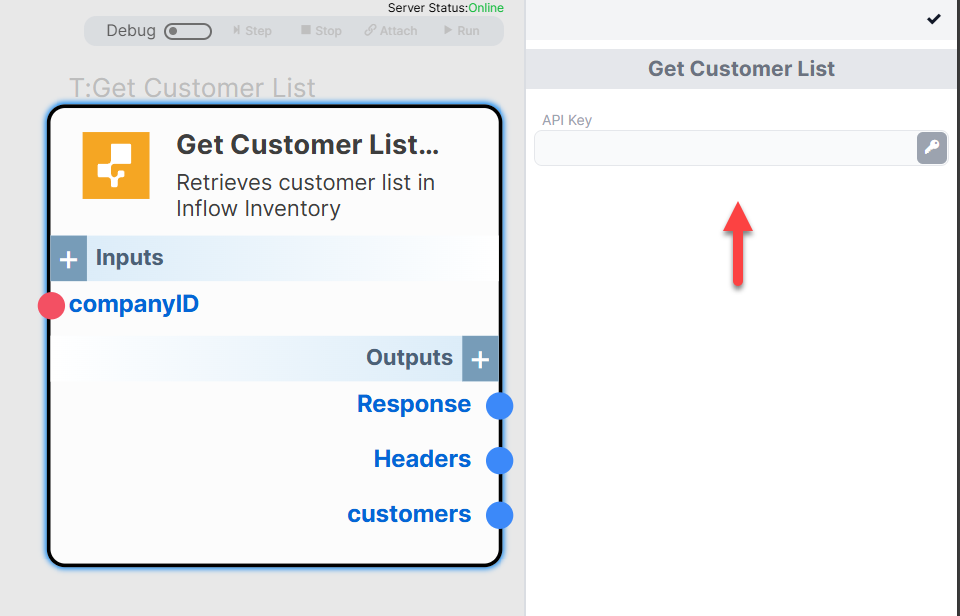 Server Status:Online
Debug Step Stop Attach Run
T:Get Customer List
Get Customer List...
Retrieves customer list in
Inflow Inventory
+ Inputs
companyID
Outputs +
Response
Headers
customers
Get Customer List
API Key